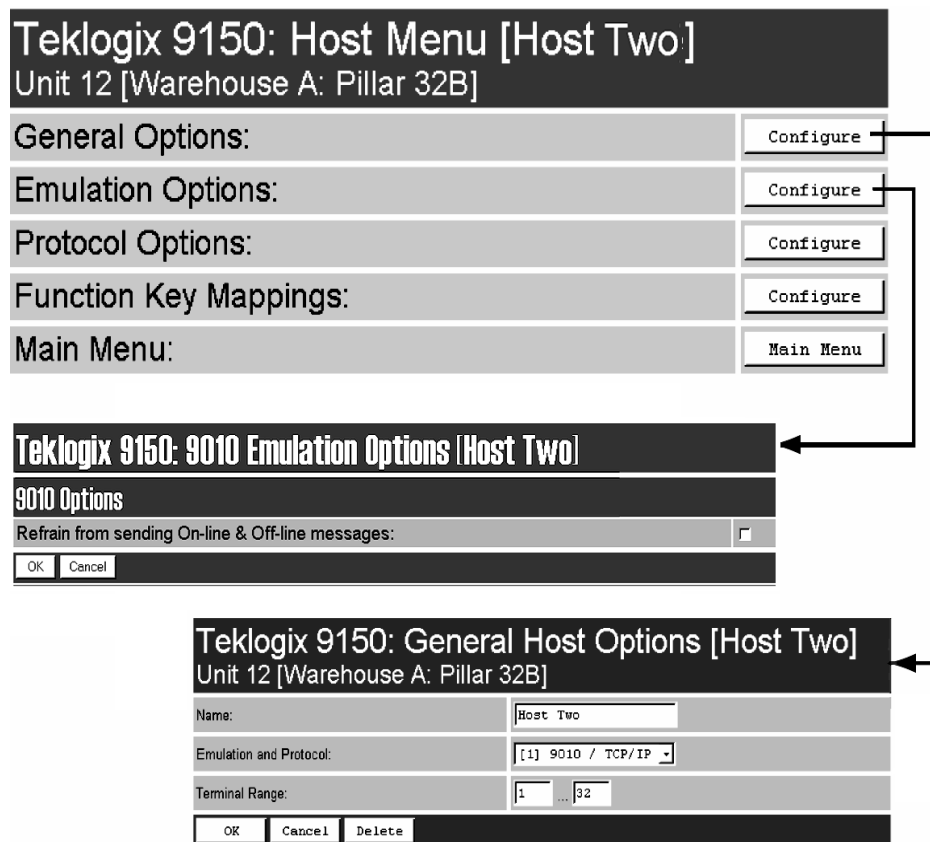 Teklogix 9150: Host Menu [Host Two]
Unit 12 [Warehouse A: Pillar 32B]
General Options: Configure
Emulation Options: Configure
Protocol Options: Configure
Function Key Mappings: Configure
Main Menu: Main Menu
Teklogix 9150: 9010 Emulation Options [Host Two]
9010 Options
Refrain from sending On-line & Off-line messages:
OK Cancel
Teklogix 9150: General Host Options [Host Two]
Unit 12 [Warehouse A: Pillar 32B]
Name: Host Two
Emulation and Protocol: [1] 9010 / TCP/IP
Terminal Range: 1 ... 32
OK Cancel Delete